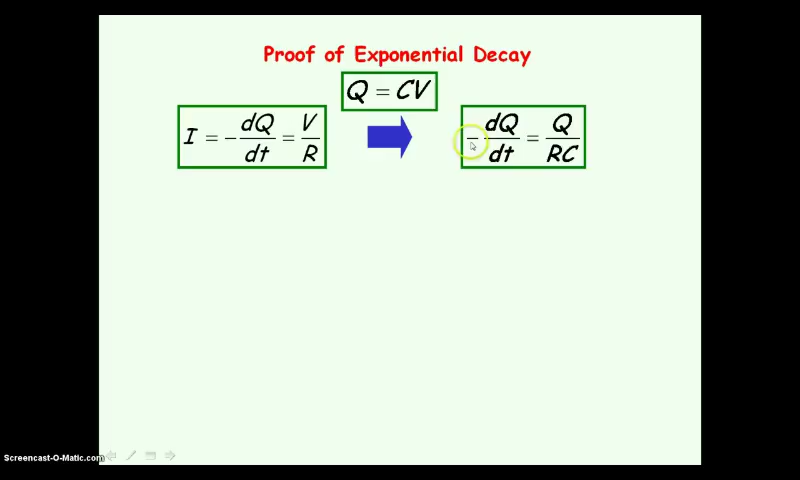 Proof of Exponential Decay
Q = CV
I = -dQ/dt = V/R
-dQ/dt = Q/RC
Screencast-O-Matic.com